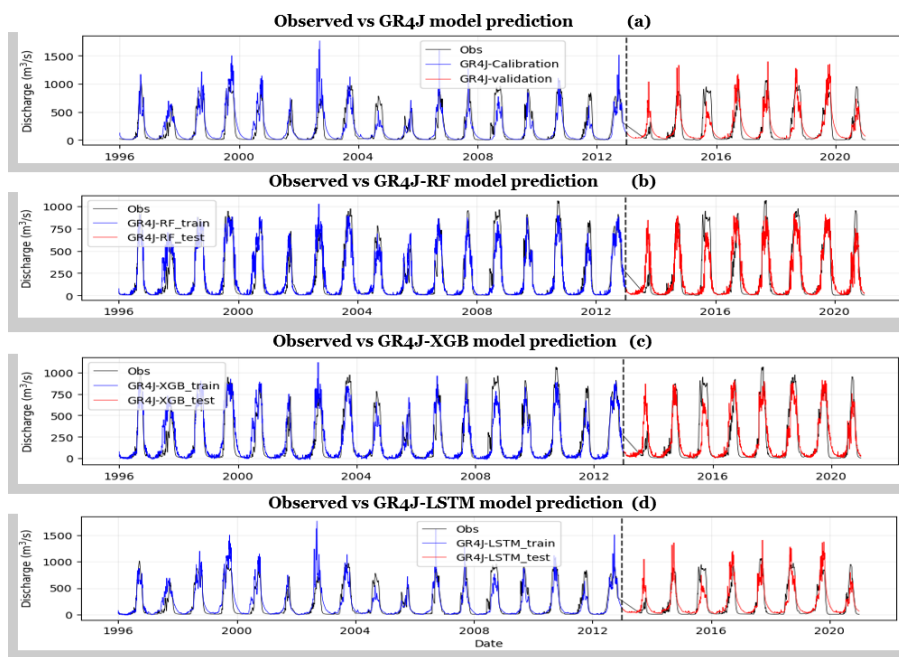 Observed vs GR4J model prediction (a)
Discharge (m³/s)
1500
1000
500
0
Obs
GR4J-Calibration
GR4J-validation
1996 2000 2004 2008 2012 2016 2020
Observed vs GR4J-RF model prediction (b)
Discharge (m³/s)
1000
750
500
250
0
Obs
GR4J-RF_train
GR4J-RF_test
1996 2000 2004 2008 2012 2016 2020
Observed vs GR4J-XGB model prediction (c)
Discharge (m³/s)
1000
750
500
250
0
Obs
GR4J-XGB_train
GR4J-XGB_test
1996 2000 2004 2008 2012 2016 2020
Observed vs GR4J-LSTM model prediction (d)
Discharge (m³/s)
1500
1000
500
0
Obs
GR4J-LSTM_train
GR4J-LSTM_test
1996 2000 2004 2008 2012 2016 2020
Date